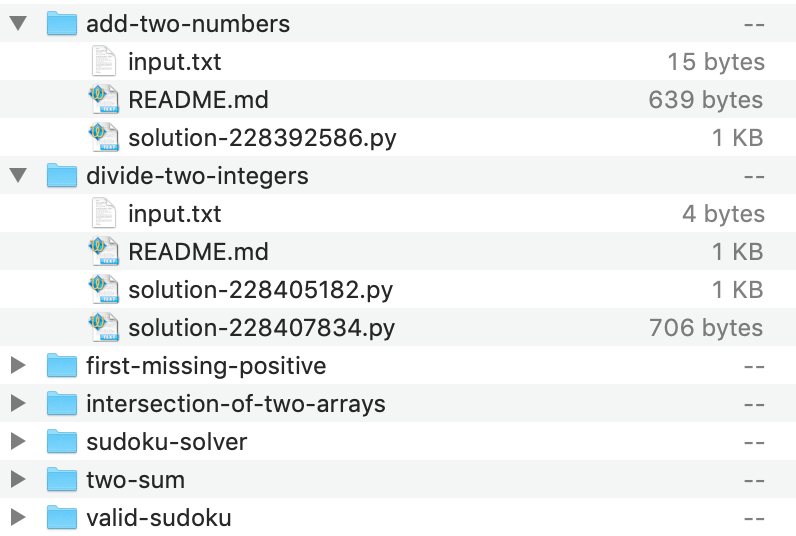 add-two-numbers --
input.txt 15 bytes
README.md 639 bytes
solution-228392586.py 1 KB
divide-two-integers --
input.txt 4 bytes
README.md 1 KB
solution-228405182.py 1 KB
solution-228407834.py 706 bytes
first-missing-positive --
intersection-of-two-arrays --
sudoku-solver --
two-sum --
valid-sudoku --